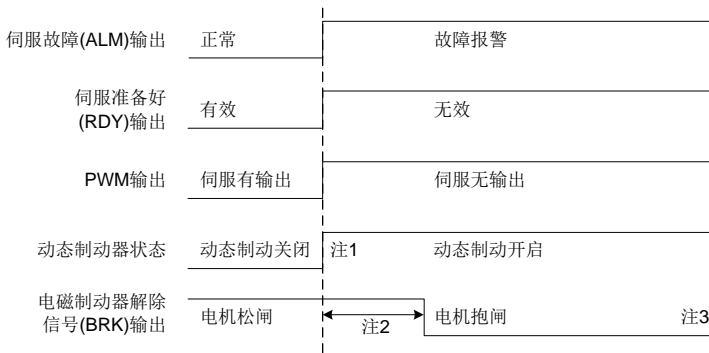 伺服故障(ALM)输出 正常 故障报警
伺服准备好
(RDY)输出 有效 无效
PWM输出 伺服有输出 伺服无输出
动态制动器状态 动态制动关闭 注1 动态制动开启
电磁制动器解除
信号(BRK)输出 电机松闸 注2 电机抱闸 注3